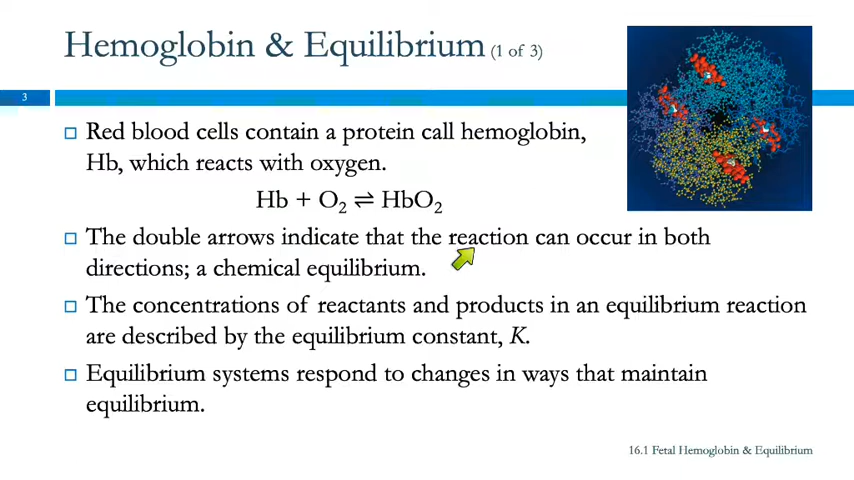 Hemoglobin & Equilibrium (1 of 3)
3
Red blood cells contain a protein call hemoglobin,
Hb, which reacts with oxygen.
Hb + O₂ ⇌ HbO₂
The double arrows indicate that the reaction can occur in both
directions; a chemical equilibrium.
The concentrations of reactants and products in an equilibrium reaction
are described by the equilibrium constant, K.
Equilibrium systems respond to changes in ways that maintain
equilibrium.
16.1 Fetal Hemoglobin & Equilibrium